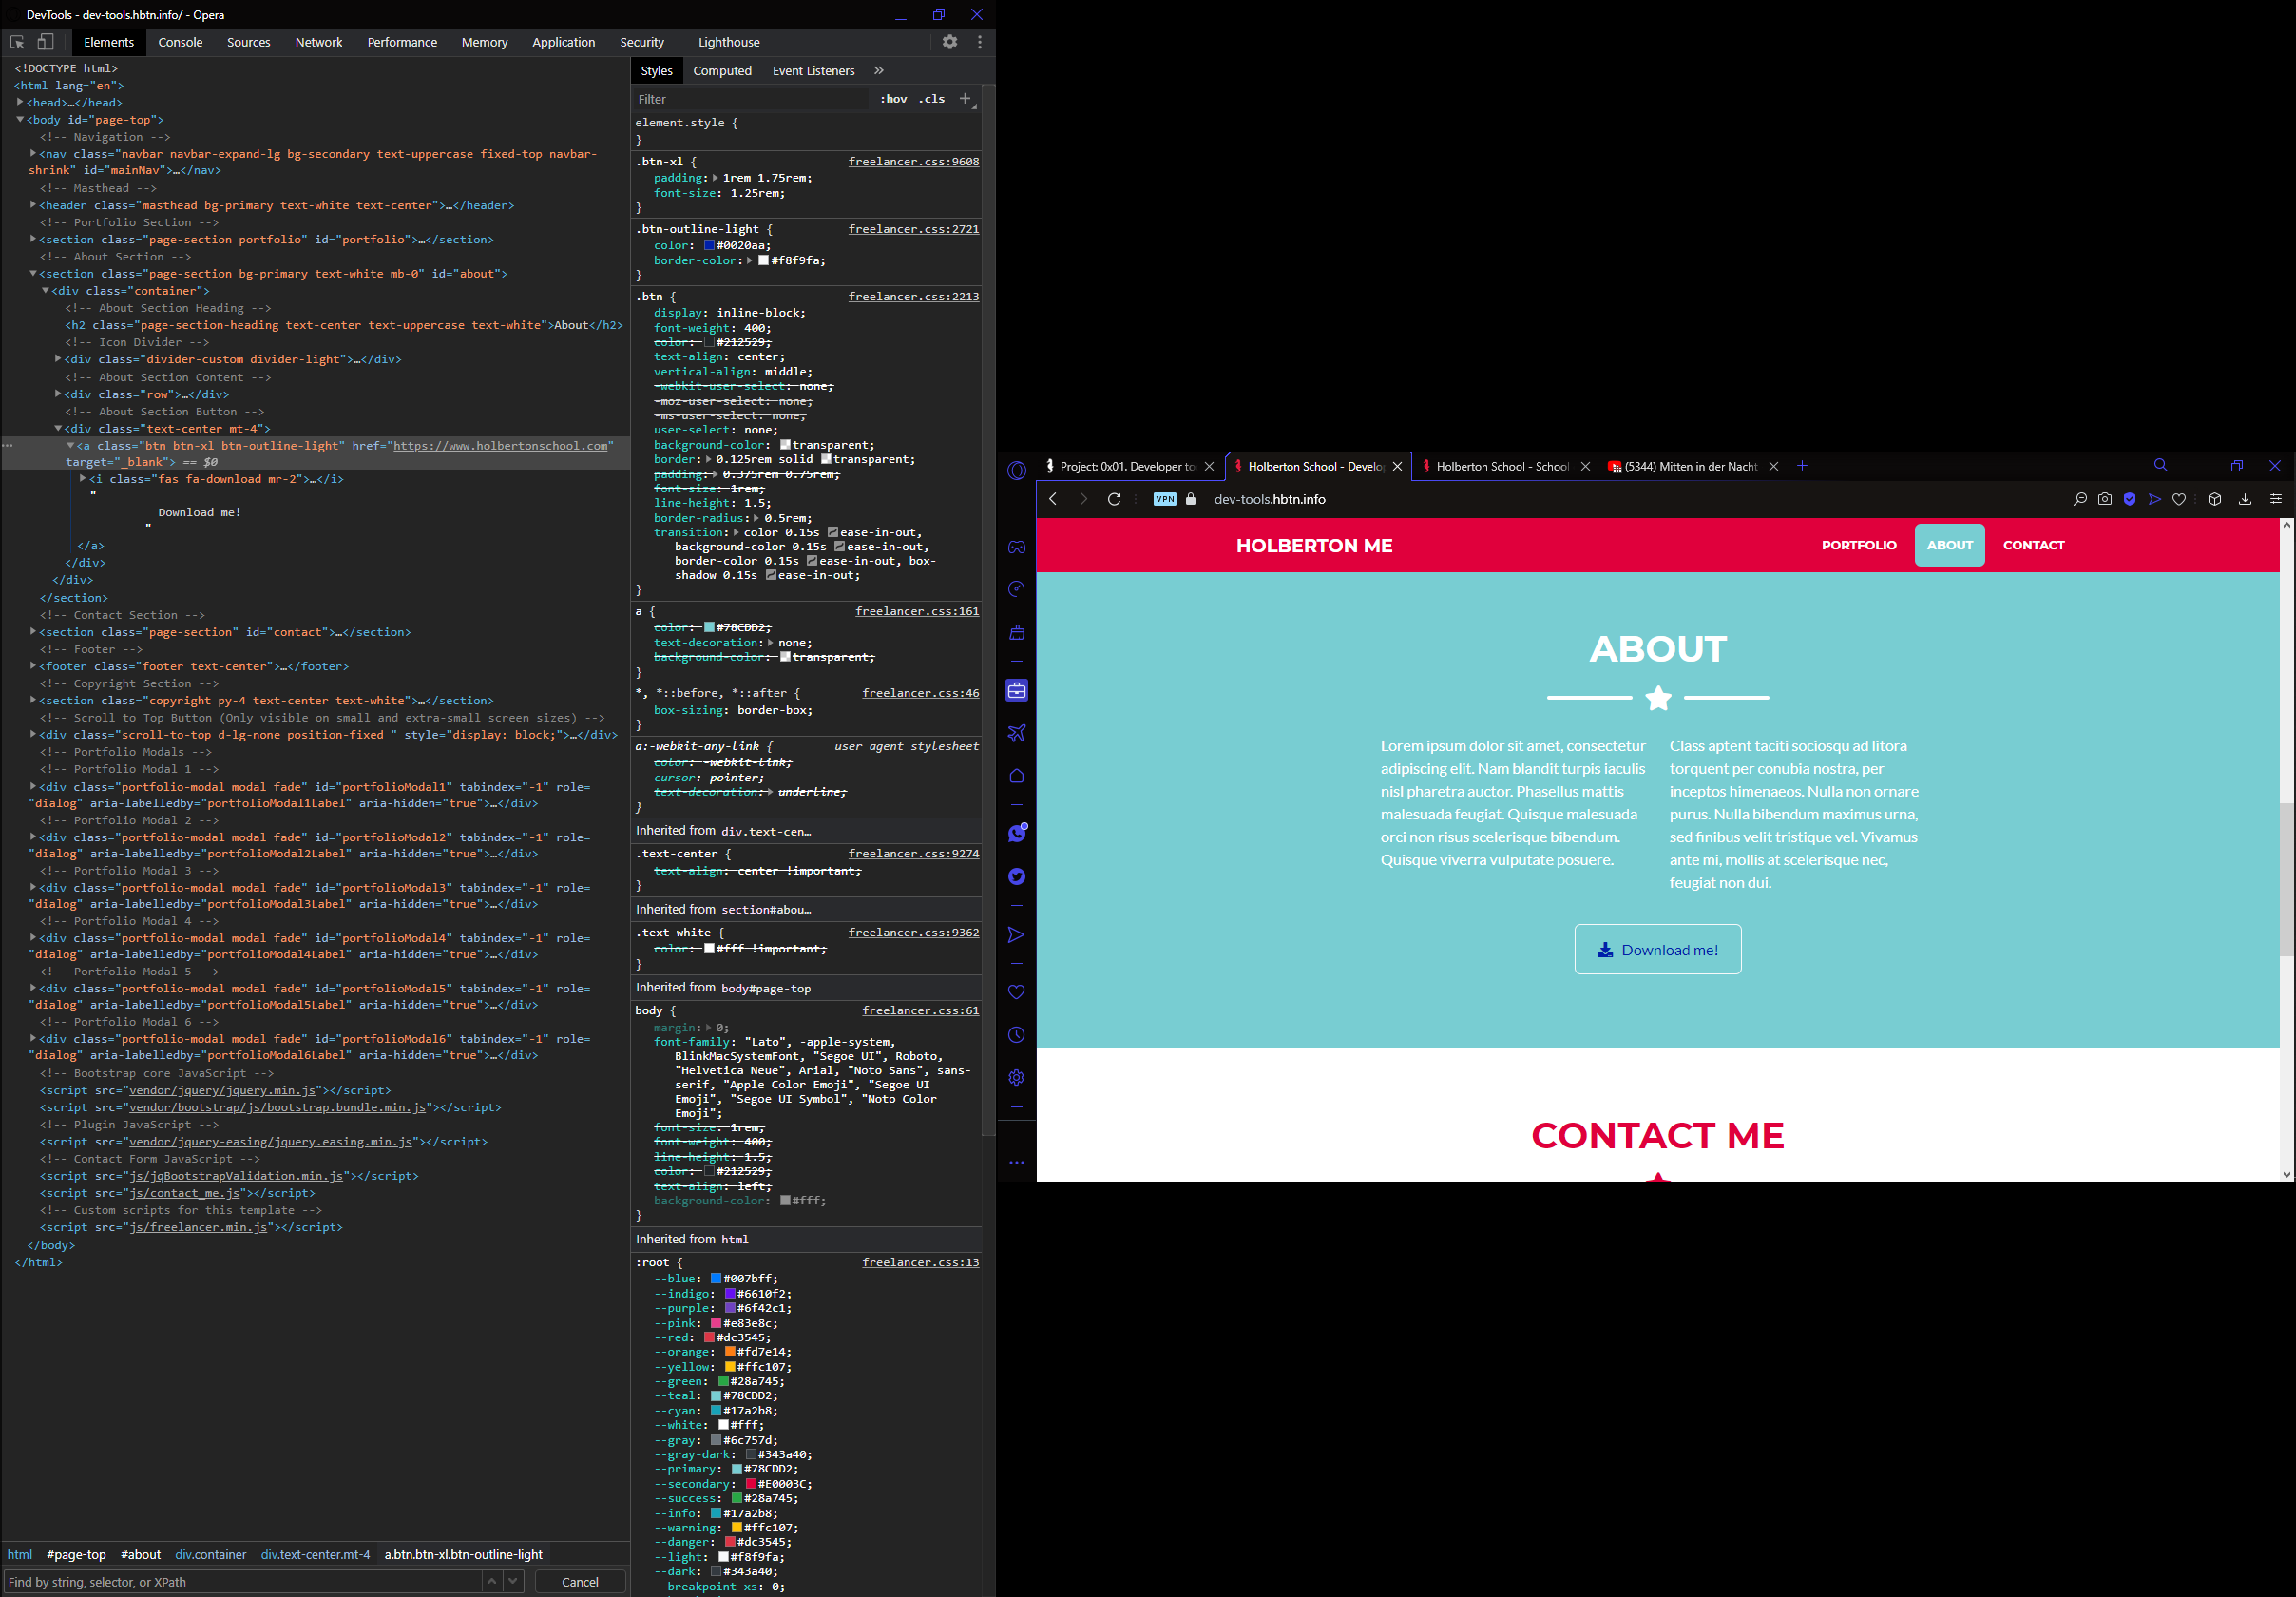 DevTools - dev-tools.hbtn.info/ - Opera
Elements Console Sources Network Performance Memory Application Security Lighthouse
<!DOCTYPE html>
<html lang="en">
<head>…</head>
<body id="page-top">
<!-- Navigation -->
<nav class="navbar navbar-expand-lg bg-secondary text-uppercase fixed-top navbar-
shrink" id="mainNav">…</nav>
<!-- Masthead -->
<header class="masthead bg-primary text-white text-center">…</header>
<!-- Portfolio Section -->
<section class="page-section portfolio" id="portfolio">…</section>
<!-- About Section -->
<section class="page-section bg-primary text-white mb-0" id="about">
<div class="container">
<!-- About Section Heading -->
<h2 class="page-section-heading text-center text-uppercase text-white">About</h2>
<!-- Icon Divider -->
<div class="divider-custom divider-light">…</div>
<!-- About Section Content -->
<div class="row">…</div>
<!-- About Section Button -->
<div class="text-center mt-4">
<a class="btn btn-xl btn-outline-light" href="https://www.holbertonschool.com"
target="_blank"> == $0
<i class="fas fa-download mr-2">…</i>
"
Download me!
"
</a>
</div>
</div>
</section>
<!-- Contact Section -->
<section class="page-section" id="contact">…</section>
<!-- Footer -->
<footer class="footer text-center">…</footer>
<!-- Copyright Section -->
<section class="copyright py-4 text-center text-white">…</section>
<!-- Scroll to Top Button (Only visible on small and extra-small screen sizes) -->
<div class="scroll-to-top d-lg-none position-fixed " style="display: block;">…</div>
<!-- Portfolio Modals -->
<!-- Portfolio Modal 1 -->
<div class="portfolio-modal modal fade" id="portfolioModal1" tabindex="-1" role=
"dialog" aria-labelledby="portfolioModal1Label" aria-hidden="true">…</div>
<!-- Portfolio Modal 2 -->
<div class="portfolio-modal modal fade" id="portfolioModal2" tabindex="-1" role=
"dialog" aria-labelledby="portfolioModal2Label" aria-hidden="true">…</div>
<!-- Portfolio Modal 3 -->
<div class="portfolio-modal modal fade" id="portfolioModal3" tabindex="-1" role=
"dialog" aria-labelledby="portfolioModal3Label" aria-hidden="true">…</div>
<!-- Portfolio Modal 4 -->
<div class="portfolio-modal modal fade" id="portfolioModal4" tabindex="-1" role=
"dialog" aria-labelledby="portfolioModal4Label" aria-hidden="true">…</div>
<!-- Portfolio Modal 5 -->
<div class="portfolio-modal modal fade" id="portfolioModal5" tabindex="-1" role=
"dialog" aria-labelledby="portfolioModal5Label" aria-hidden="true">…</div>
<!-- Portfolio Modal 6 -->
<div class="portfolio-modal modal fade" id="portfolioModal6" tabindex="-1" role=
"dialog" aria-labelledby="portfolioModal6Label" aria-hidden="true">…</div>
<!-- Bootstrap core JavaScript -->
<script src="vendor/jquery/jquery.min.js"></script>
<script src="vendor/bootstrap/js/bootstrap.bundle.min.js"></script>
<!-- Plugin JavaScript -->
<script src="vendor/jquery-easing/jquery.easing.min.js"></script>
<!-- Contact Form JavaScript -->
<script src="js/jqBootstrapValidation.min.js"></script>
<script src="js/contact_me.js"></script>
<!-- Custom scripts for this template -->
<script src="js/freelancer.min.js"></script>
</body>
</html>
html #page-top #about div.container div.text-center.mt-4 a.btn.btn-xl.btn-outline-light
Find by string, selector, or XPath Cancel
Styles Computed Event Listeners »
Filter :hov .cls +
element.style {
}
.btn-xl { freelancer.css:9608
padding: 1rem 1.75rem;
font-size: 1.25rem;
}
.btn-outline-light { freelancer.css:2721
color: #0020aa;
border-color: #f8f9fa;
}
.btn { freelancer.css:2213
display: inline-block;
font-weight: 400;
color: #212529;
text-align: center;
vertical-align: middle;
-webkit-user-select: none;
-moz-user-select: none;
-ms-user-select: none;
user-select: none;
background-color: transparent;
border: 0.125rem solid transparent;
padding: 0.375rem 0.75rem;
font-size: 1rem;
line-height: 1.5;
border-radius: 0.5rem;
transition: color 0.15s ease-in-out,
background-color 0.15s ease-in-out,
border-color 0.15s ease-in-out, box-
shadow 0.15s ease-in-out;
}
a { freelancer.css:161
color: #78CDD2;
text-decoration: none;
background-color: transparent;
}
*, *::before, *::after { freelancer.css:46
box-sizing: border-box;
}
a:-webkit-any-link { user agent stylesheet
color: -webkit-link;
cursor: pointer;
text-decoration: underline;
}
Inherited from div.text-cen…
.text-center { freelancer.css:9274
text-align: center !important;
}
Inherited from section#abou…
.text-white { freelancer.css:9362
color: #fff !important;
}
Inherited from body#page-top
body { freelancer.css:61
margin: 0;
font-family: "Lato", -apple-system,
BlinkMacSystemFont, "Segoe UI", Roboto,
"Helvetica Neue", Arial, "Noto Sans", sans-
serif, "Apple Color Emoji", "Segoe UI
Emoji", "Segoe UI Symbol", "Noto Color
Emoji";
font-size: 1rem;
font-weight: 400;
line-height: 1.5;
color: #212529;
text-align: left;
background-color: #fff;
}
Inherited from html
:root { freelancer.css:13
--blue: #007bff;
--indigo: #6610f2;
--purple: #6f42c1;
--pink: #e83e8c;
--red: #dc3545;
--orange: #fd7e14;
--yellow: #ffc107;
--green: #28a745;
--teal: #78CDD2;
--cyan: #17a2b8;
--white: #fff;
--gray: #6c757d;
--gray-dark: #343a40;
--primary: #78CDD2;
--secondary: #E0003C;
--success: #28a745;
--info: #17a2b8;
--warning: #ffc107;
--danger: #dc3545;
--light: #f8f9fa;
--dark: #343a40;
--breakpoint-xs: 0;
Project: 0x01. Developer to Holberton School - Develo Holberton School - School (5344) Mitten in der Nacht
VPN dev-tools.hbtn.info
HOLBERTON ME PORTFOLIO ABOUT CONTACT
ABOUT
Lorem ipsum dolor sit amet, consectetur
adipiscing elit. Nam blandit turpis iaculis
nisl pharetra auctor. Phasellus mattis
malesuada feugiat. Quisque malesuada
orci non risus scelerisque bibendum.
Quisque viverra vulputate posuere.
Class aptent taciti sociosqu ad litora
torquent per conubia nostra, per
inceptos himenaeos. Nulla non ornare
purus. Nulla bibendum maximus urna,
sed finibus velit tristique vel. Vivamus
ante mi, mollis at scelerisque nec,
feugiat non dui.
Download me!
CONTACT ME